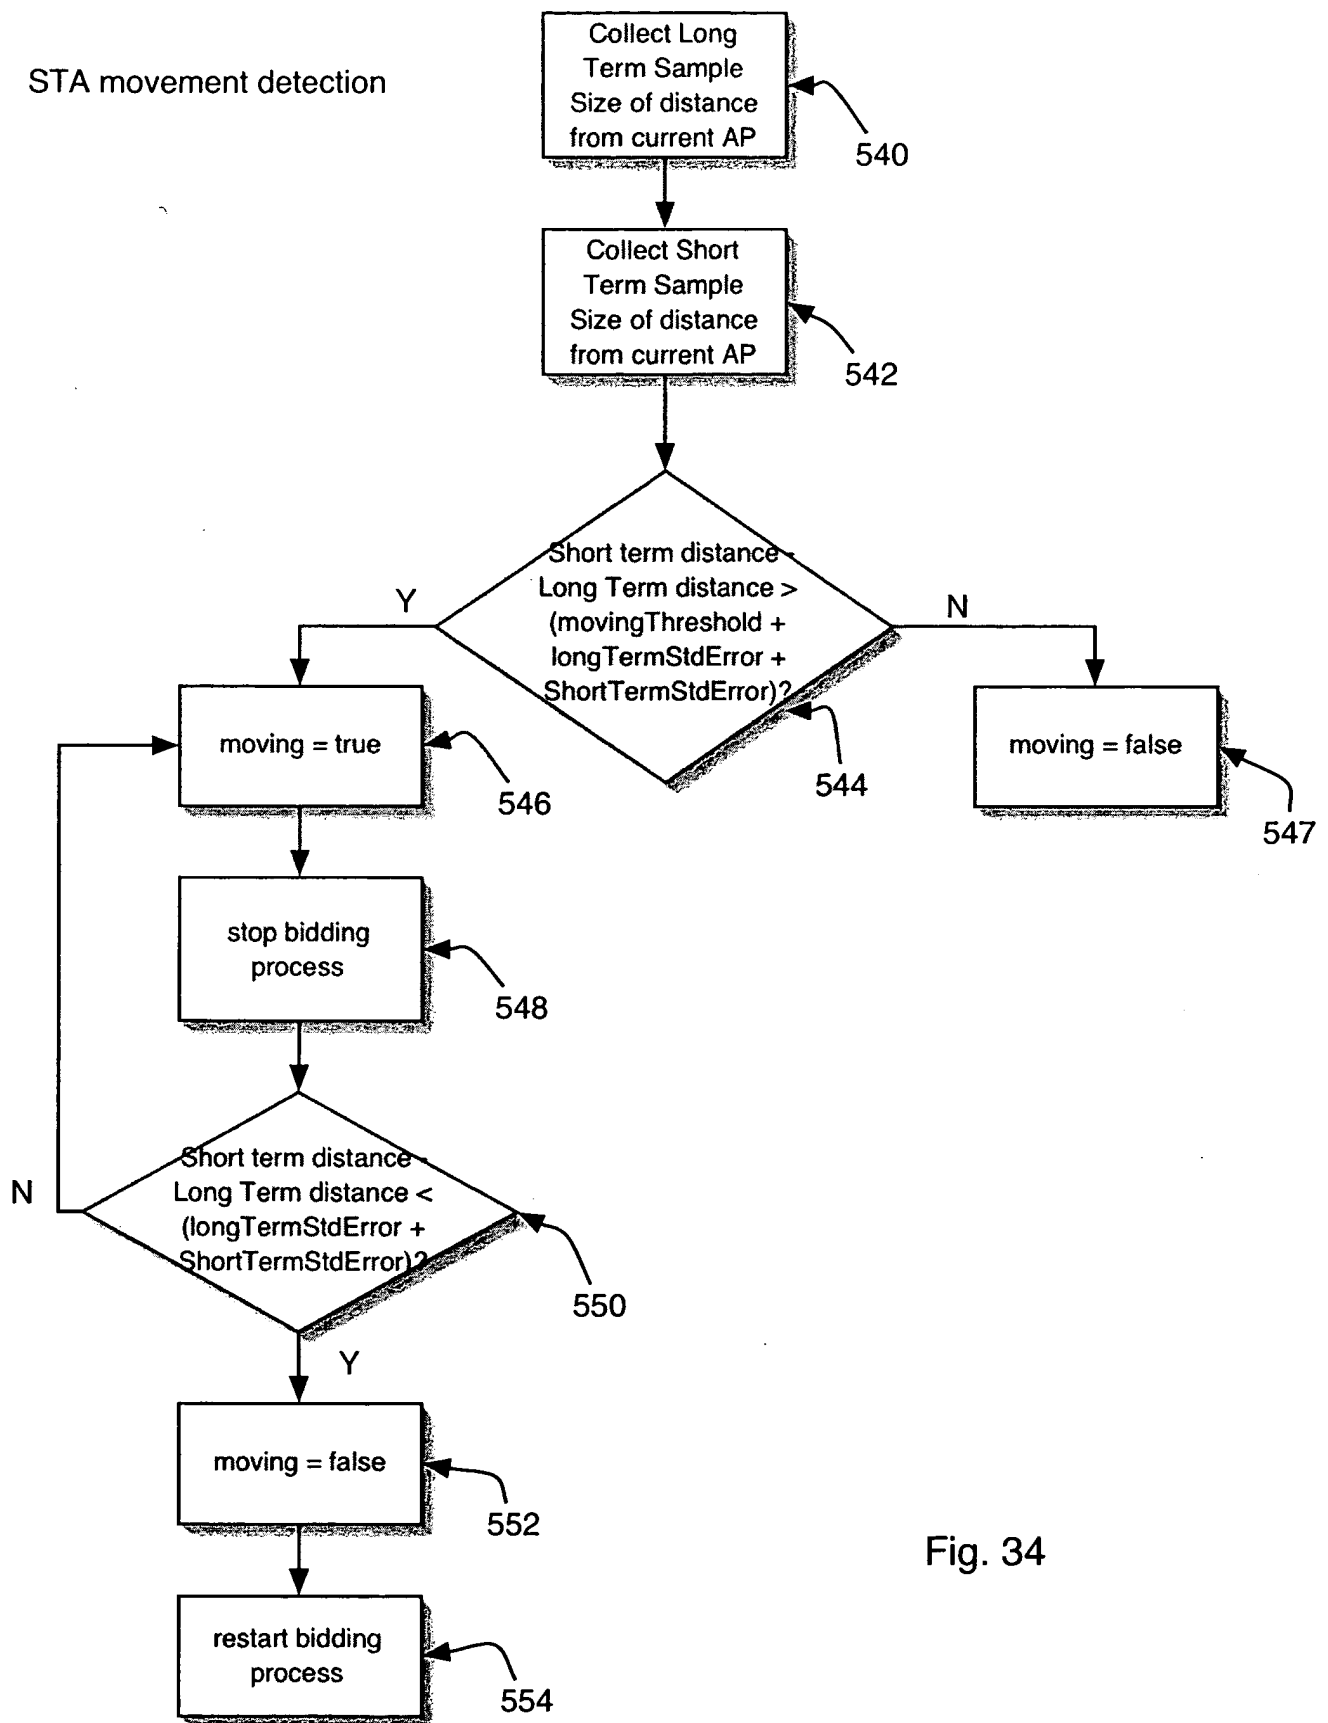 STA movement detection
Collect Long
Term Sample
Size of distance
from current AP
540
Collect Short
Term Sample
Size of distance
from current AP
542
Short term distance -
Long Term distance >
(movingThreshold +
longTermStdError +
ShortTermStdError)?
544
Y
N
moving = true
546
moving = false
547
stop bidding
process
548
Short term distance -
Long Term distance <
(longTermStdError +
ShortTermStdError)?
550
N
Y
moving = false
552
restart bidding
process
554
Fig. 34